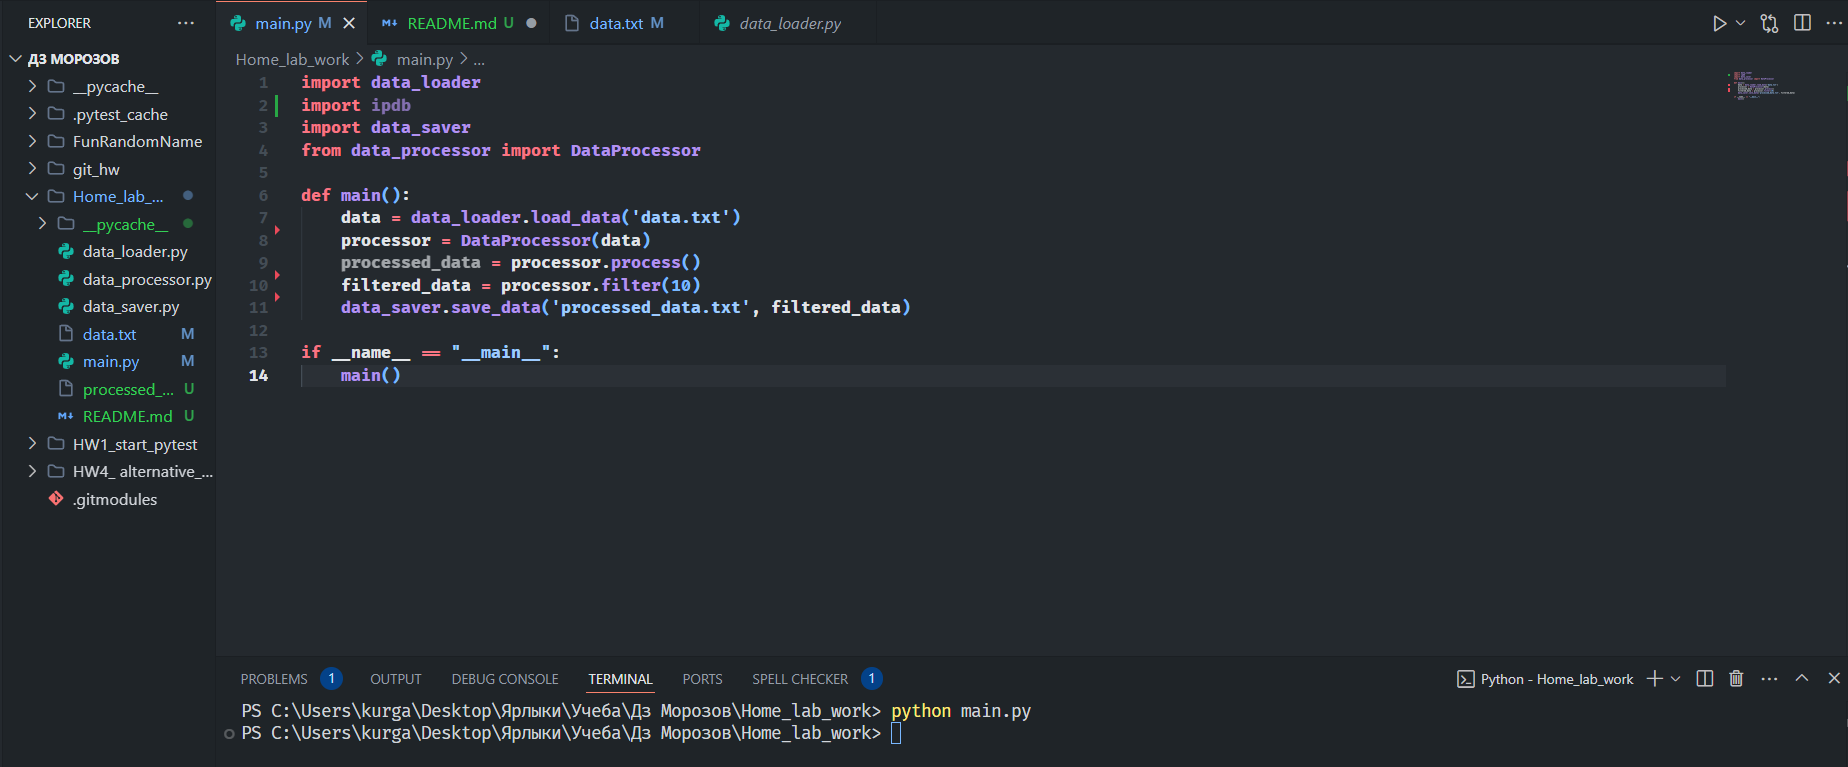 EXPLORER ···
main.py M
README.md U
data.txt M
data_loader.py
ДЗ МОРОЗОВ
__pycache__
.pytest_cache
FunRandomName
git_hw
Home_lab_...
__pycache__
data_loader.py
data_processor.py
data_saver.py
data.txt M
main.py M
processed_... U
README.md U
HW1_start_pytest
HW4_ alternative_...
.gitmodules
Home_lab_work > main.py > ...
1 import data_loader
2 import ipdb
3 import data_saver
4 from data_processor import DataProcessor
5
6 def main():
7 data = data_loader.load_data('data.txt')
8 processor = DataProcessor(data)
9 processed_data = processor.process()
10 filtered_data = processor.filter(10)
11 data_saver.save_data('processed_data.txt', filtered_data)
12
13 if __name__ == "__main__":
14 main()
PROBLEMS 1 OUTPUT DEBUG CONSOLE TERMINAL PORTS SPELL CHECKER 1
Python - Home_lab_work
PS C:\Users\kurga\Desktop\Ярлыки\Учеба\Дз Морозов\Home_lab_work> python main.py
PS C:\Users\kurga\Desktop\Ярлыки\Учеба\Дз Морозов\Home_lab_work>